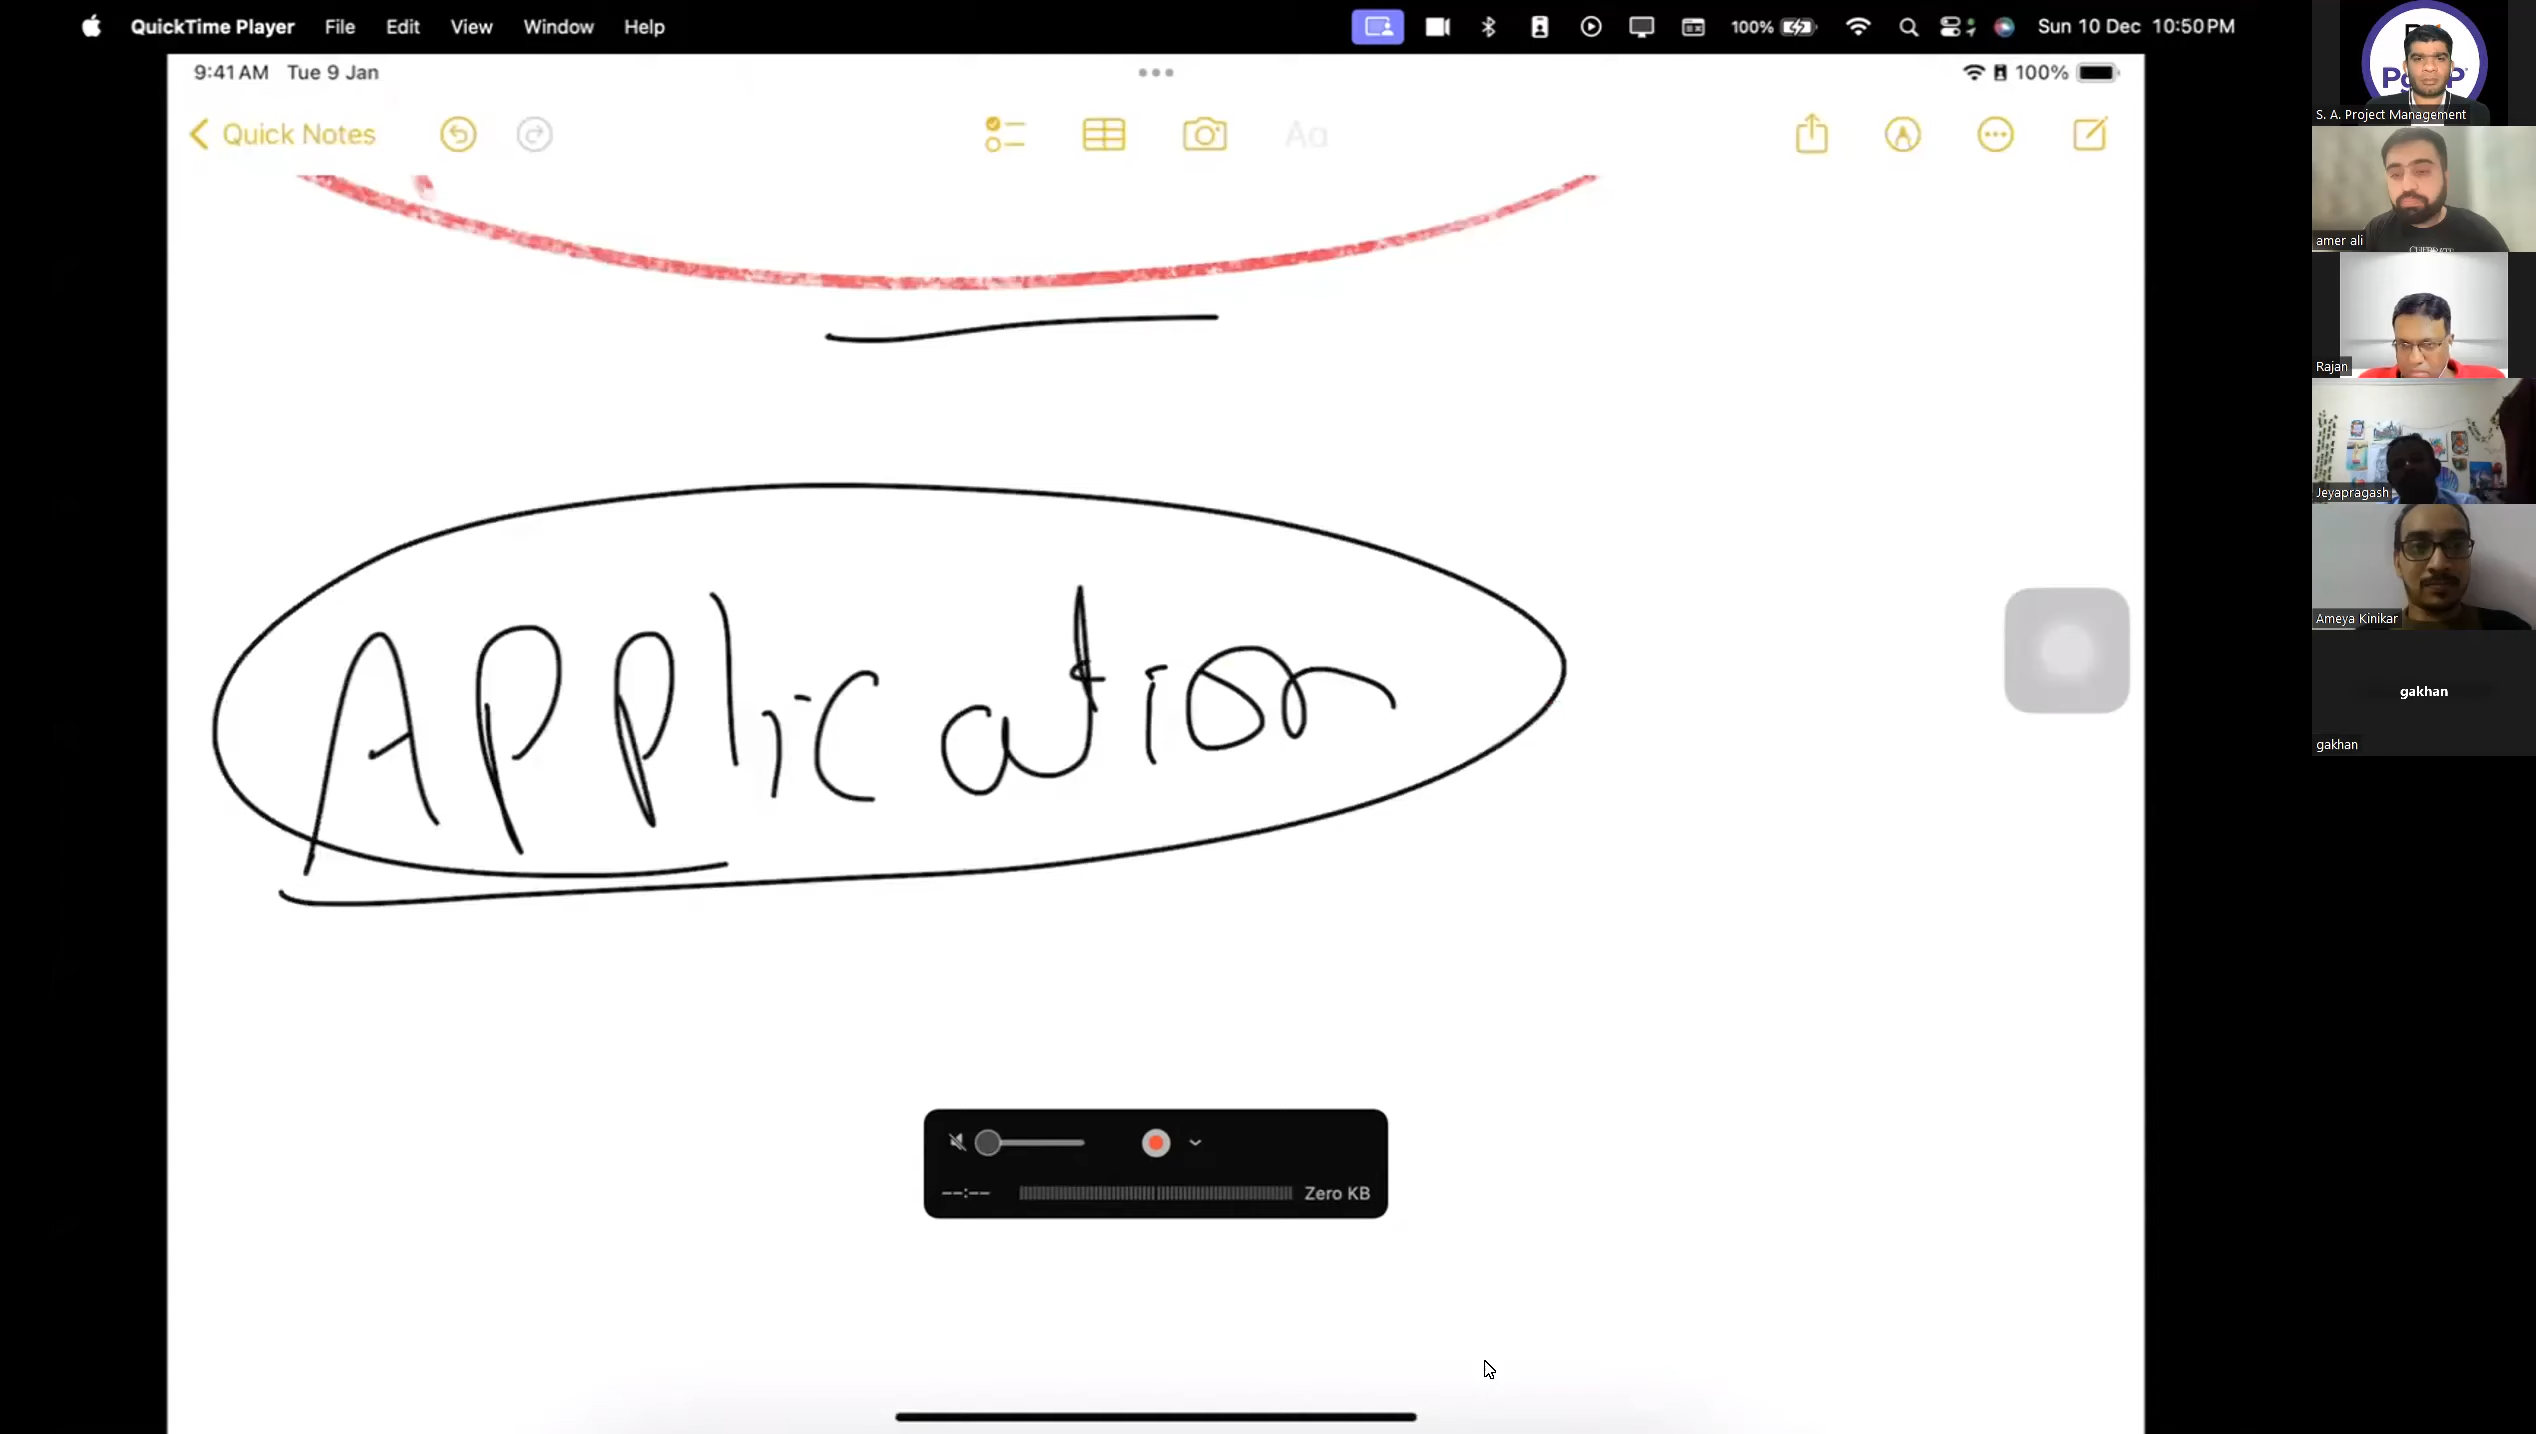 QuickTime Player File Edit View Window Help 100% Sun 10 Dec 10:50 PM
9:41 AM Tue 9 Jan 100%
Quick Notes Aa
Application
--:-- Zero KB
S. A. Project Management
amer ali
Rajan
Jeyapragash
Ameya Kinikar
gakhan
gakhan